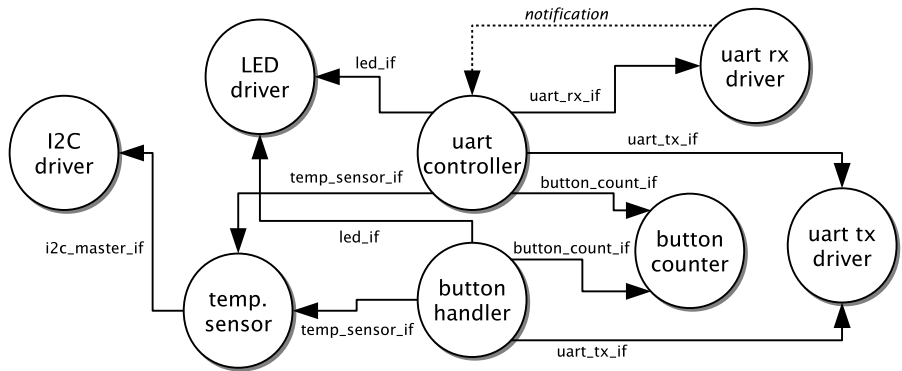 notification
LED
driver
uart rx
driver
led_if
uart_rx_if
I2C
driver
uart
controller
uart_tx_if
temp_sensor_if
button_count_if
led_if
button_count_if
i2c_master_if
button
counter
uart tx
driver
temp.
sensor
button
handler
temp_sensor_if
uart_tx_if